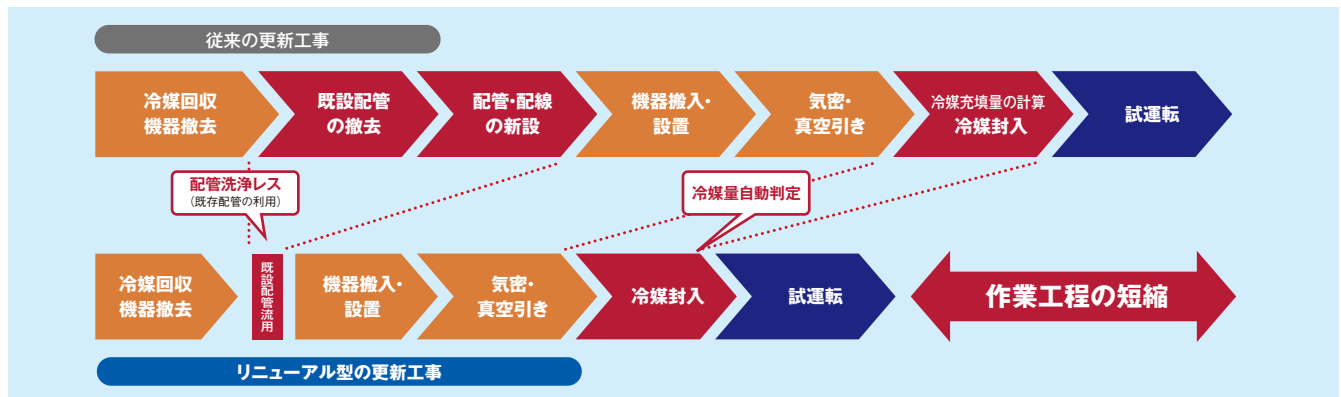 従来の更新工事
冷媒回収
機器撤去
既設配管
の撤去
配管・配線
の新設
機器搬入・
設置
気密・
真空引き
冷媒充填量の計算
冷媒封入
試運転
配管洗浄レス
(既存配管の利用)
冷媒量自動判定
冷媒回収
機器撤去
既設配管流用
機器搬入・
設置
気密・
真空引き
冷媒封入
試運転
作業工程の短縮
リニューアル型の更新工事